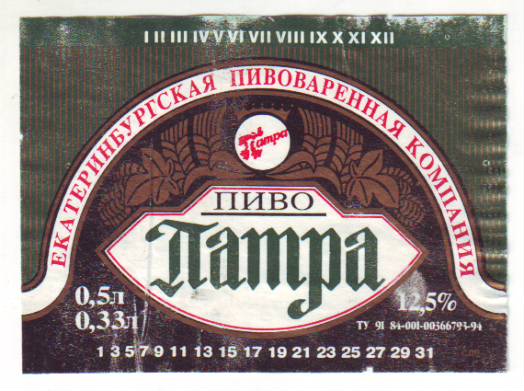 I II III IV V VI VII VIII IX X XI XII
ЕКАТЕРИНБУРГСКАЯ ПИВОВАРЕННАЯ КОМПАНИЯ
Патра
ПИВО
Патра
0,5л
0,33л
12,5%
ТУ 91 84-001-00366793-94
1 3 5 7 9 11 13 15 17 19 21 23 25 27 29 31